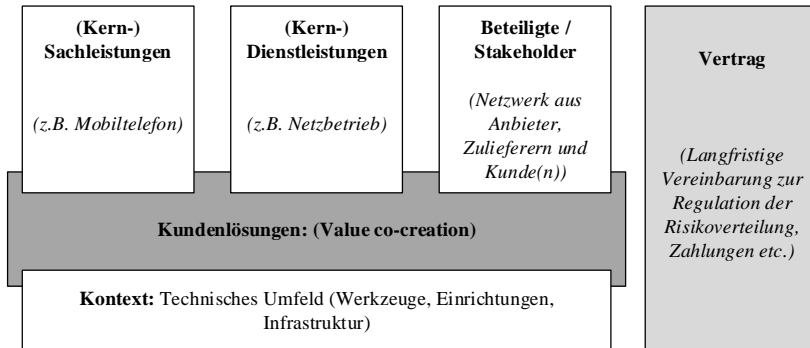 (Kern-)
Sachleistungen
(z.B. Mobiltelefon)
(Kern-)
Dienstleistungen
(z.B. Netzbetrieb)
Beteiligte /
Stakeholder
(Netzwerk aus
Anbieter,
Zulieferern und
Kunde(n))
Vertrag
(Langfristige
Vereinbarung zur
Regulation der
Risikoverteilung,
Zahlungen etc.)
Kundenlösungen: (Value co-creation)
Kontext: Technisches Umfeld (Werkzeuge, Einrichtungen,
Infrastruktur)